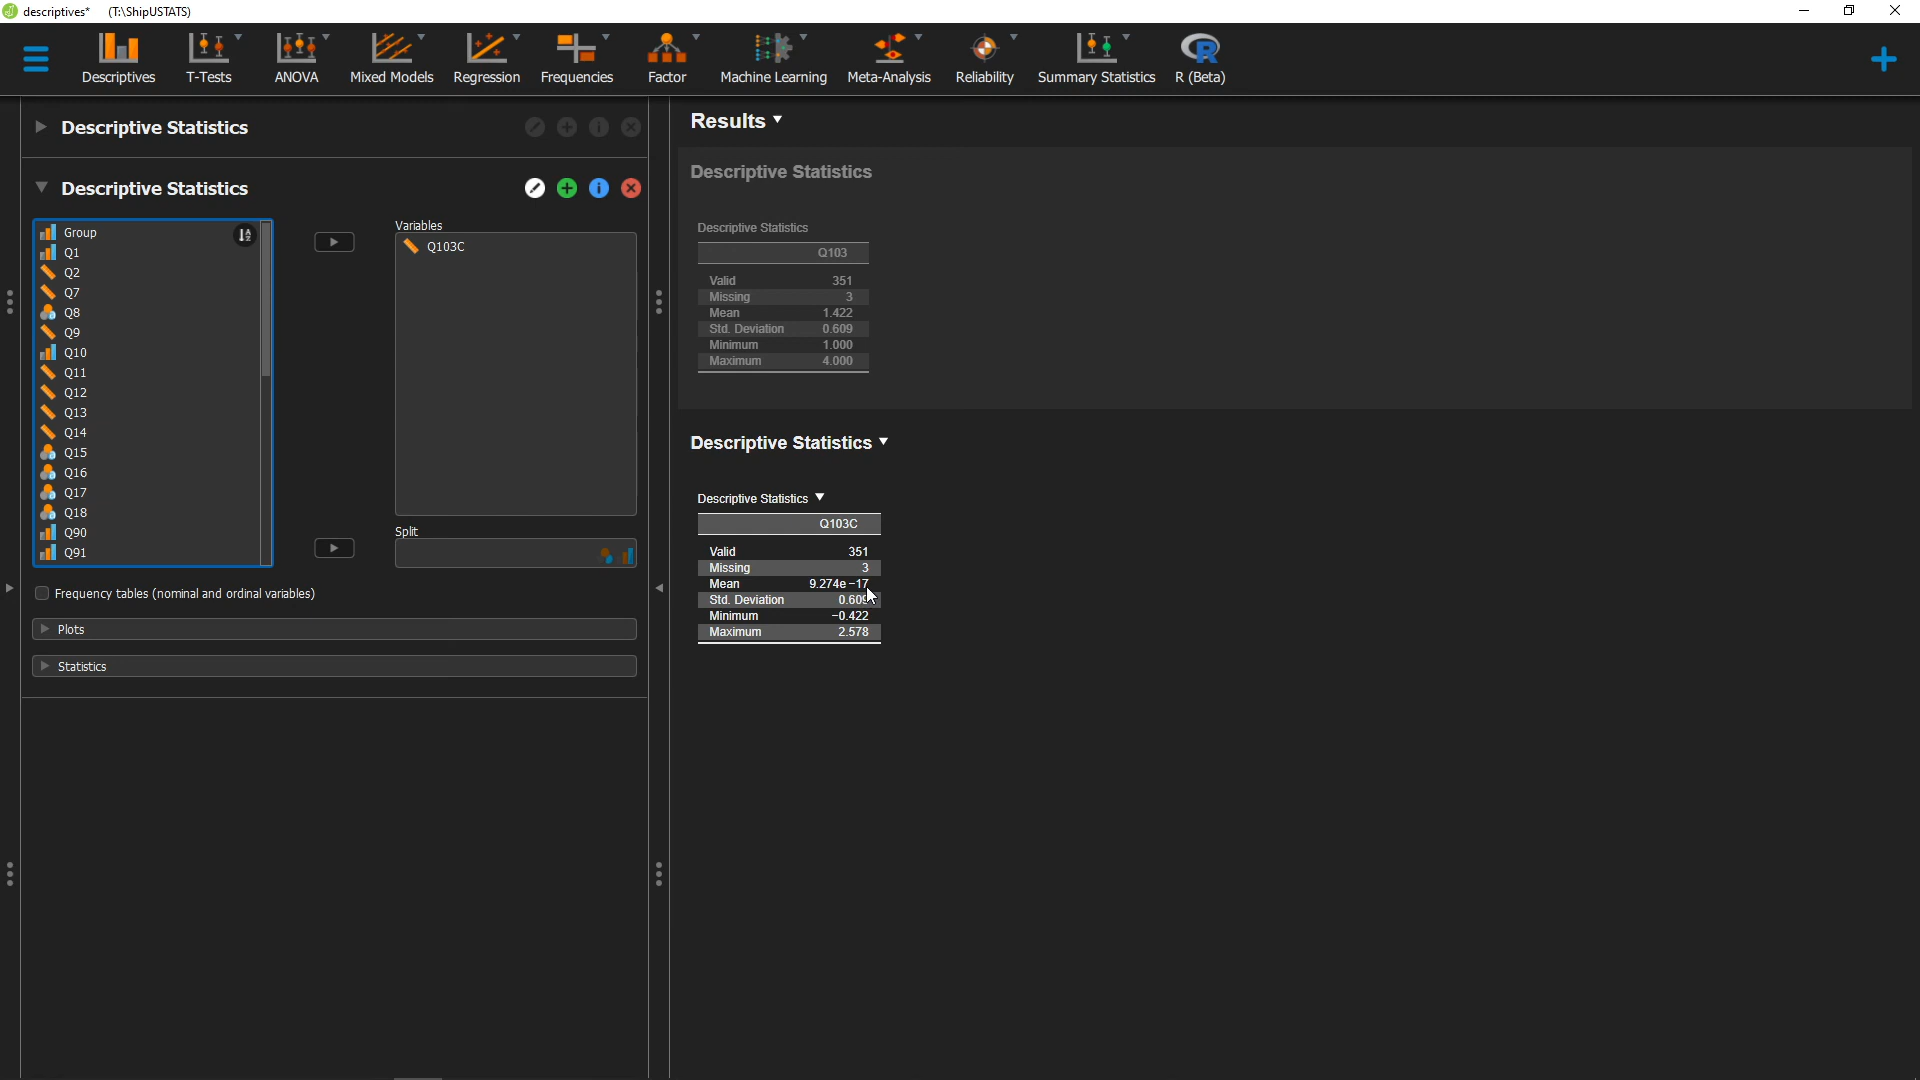 descriptives* (T:\ShipUSTATS)
Descriptives T-Tests ANOVA Mixed Models Regression Frequencies Factor Machine Learning Meta-Analysis Reliability Summary Statistics R (Beta)
Descriptive Statistics
Descriptive Statistics
Group
Q1
Q2
Q7
Q8
Q9
Q10
Q11
Q12
Q13
Q14
Q15
Q16
Q17
Q18
Q90
Q91
Variables
Q103C
Split
Frequency tables (nominal and ordinal variables)
Plots
Statistics
Results
Descriptive Statistics
Descriptive Statistics
Q103
Valid 351
Missing 3
Mean 1.422
Std. Deviation 0.609
Minimum 1.000
Maximum 4.000
Descriptive Statistics
Descriptive Statistics
Q103C
Valid 351
Missing 3
Mean 9.274e -17
Std. Deviation 0.609
Minimum -0.422
Maximum 2.578